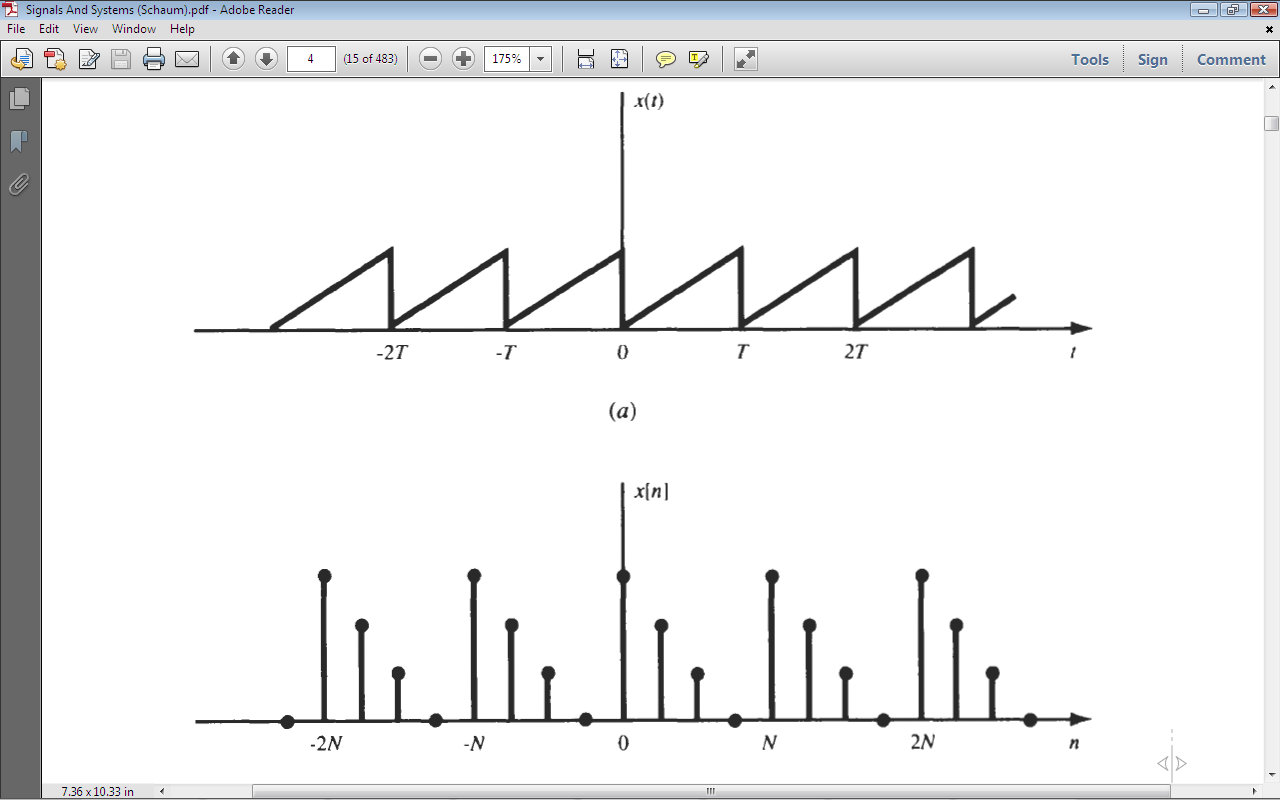 Signals And Systems (Schaum).pdf - Adobe Reader
File Edit View Window Help
4 (15 of 483) 175% Tools Sign Comment
x(t)
-2T -T 0 T 2T t
(a)
x[n]
-2N -N 0 N 2N n
7.36 x 10.33 in